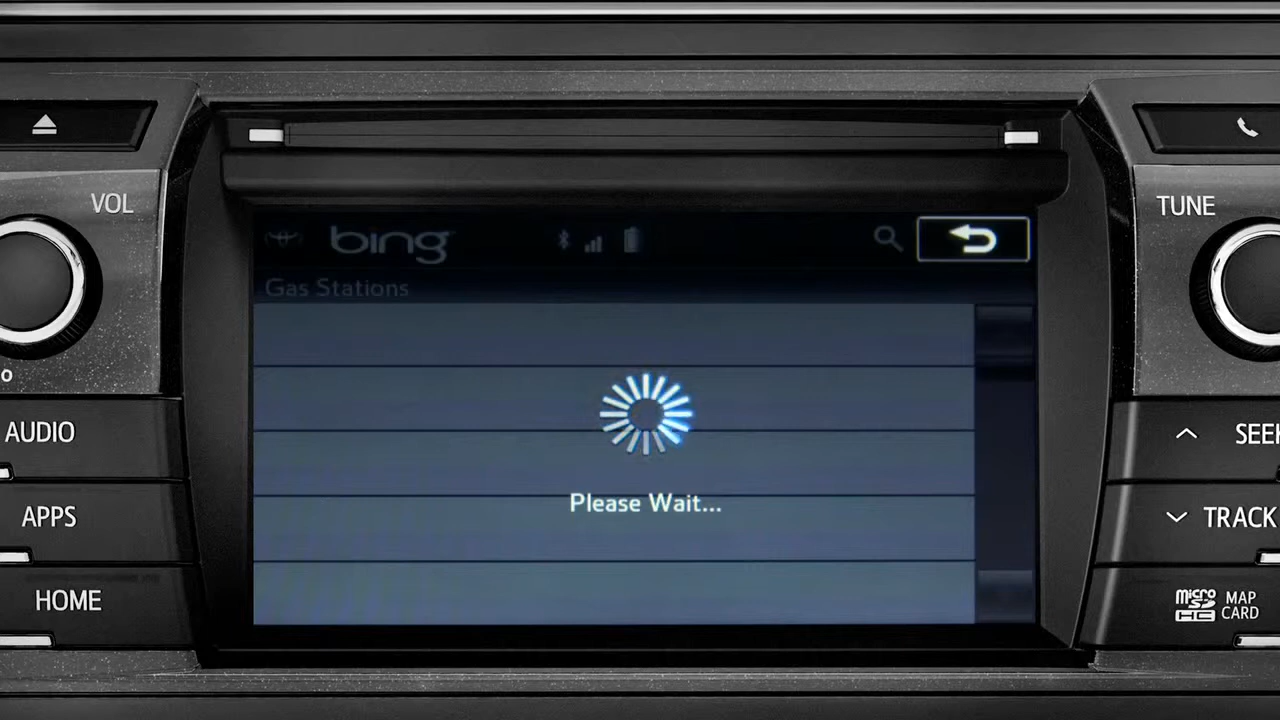 VOL
TUNE
bing
Gas Stations
AUDIO
SEEK
Please Wait...
APPS
TRACK
HOME
micro SD HC
MAP CARD